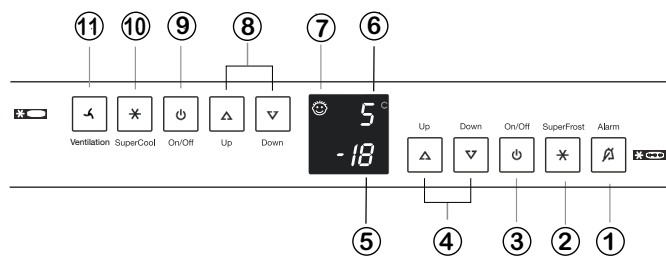 ⑪ ⑩ ⑨ ⑧ ⑦ ⑥
5 C
Up Down On/Off SuperFrost Alarm
Ventilation SuperCool On/Off Up Down
-18
⑤ ④ ③ ② ①